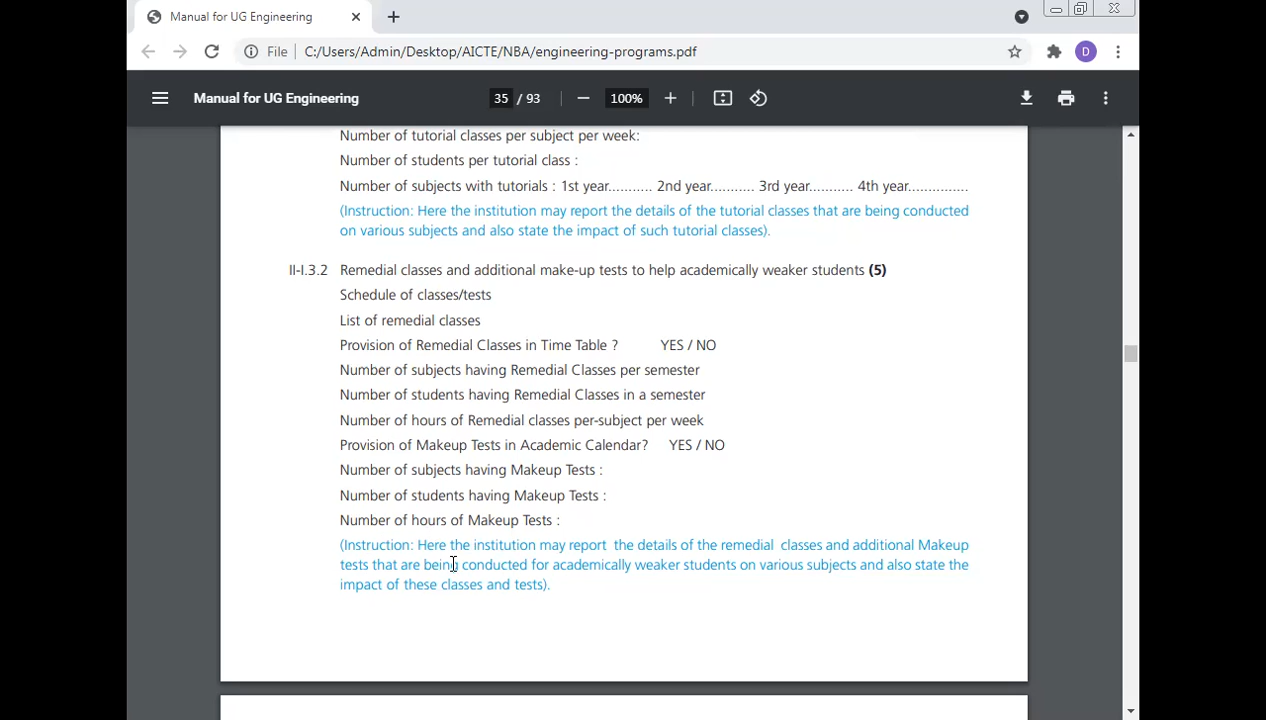 Manual for UG Engineering
File C:/Users/Admin/Desktop/AICTE/NBA/engineering-programs.pdf
D
Manual for UG Engineering 35 / 93 100%
Number of tutorial classes per subject per week:
Number of students per tutorial class :
Number of subjects with tutorials : 1st year........... 2nd year........... 3rd year........... 4th year...............
(Instruction: Here the institution may report the details of the tutorial classes that are being conducted
on various subjects and also state the impact of such tutorial classes).
II-I.3.2 Remedial classes and additional make-up tests to help academically weaker students (5)
Schedule of classes/tests
List of remedial classes
Provision of Remedial Classes in Time Table ? YES / NO
Number of subjects having Remedial Classes per semester
Number of students having Remedial Classes in a semester
Number of hours of Remedial classes per-subject per week
Provision of Makeup Tests in Academic Calendar? YES / NO
Number of subjects having Makeup Tests :
Number of students having Makeup Tests :
Number of hours of Makeup Tests :
(Instruction: Here the institution may report the details of the remedial classes and additional Makeup
tests that are being conducted for academically weaker students on various subjects and also state the
impact of these classes and tests).